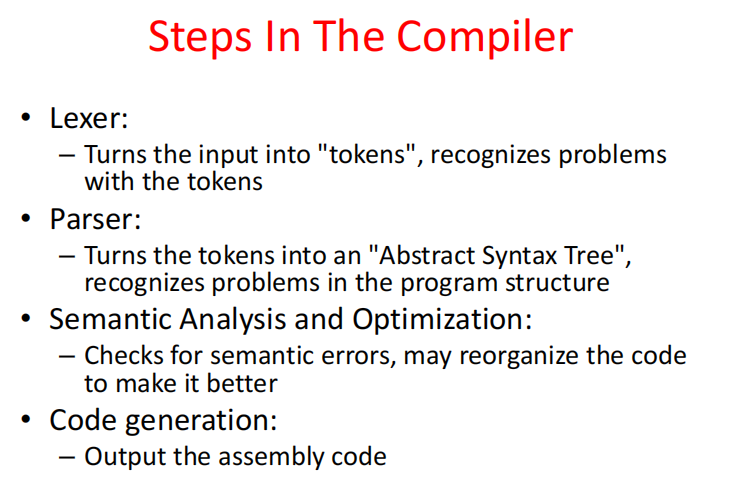 Steps In The Compiler
• Lexer:
– Turns the input into "tokens", recognizes problems
with the tokens
• Parser:
– Turns the tokens into an "Abstract Syntax Tree",
recognizes problems in the program structure
• Semantic Analysis and Optimization:
– Checks for semantic errors, may reorganize the code
to make it better
• Code generation:
– Output the assembly code